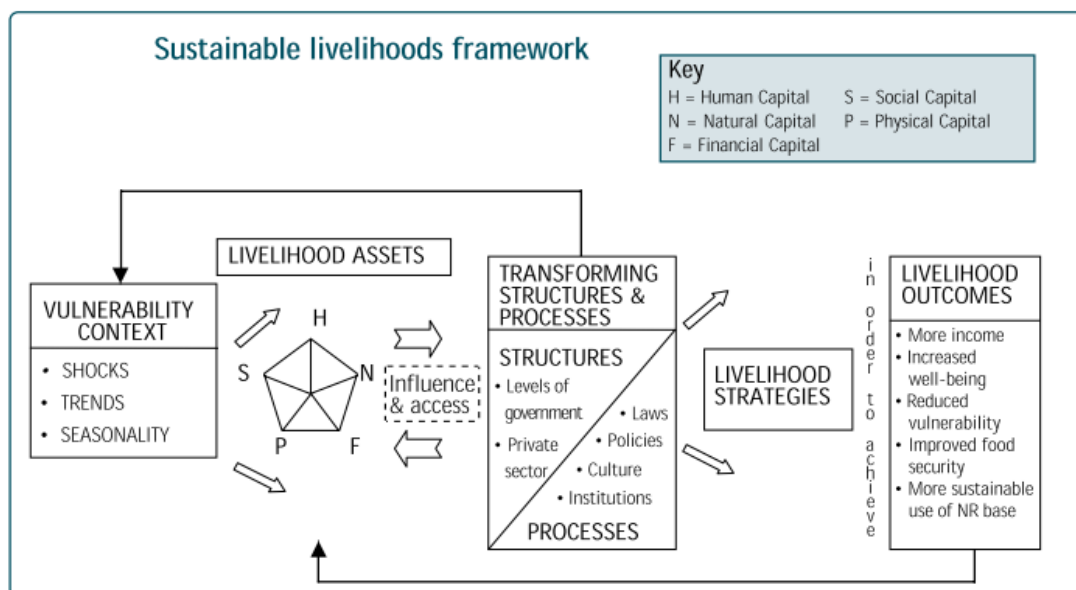 Sustainable livelihoods framework
Key
H = Human Capital S = Social Capital
N = Natural Capital P = Physical Capital
F = Financial Capital
LIVELIHOOD ASSETS
VULNERABILITY
CONTEXT
• SHOCKS
• TRENDS
• SEASONALITY
H
S
N
P
F
Influence
& access
TRANSFORMING
STRUCTURES &
PROCESSES
STRUCTURES
• Levels of
government
• Private
sector
• Laws
• Policies
• Culture
• Institutions
PROCESSES
LIVELIHOOD
STRATEGIES
in order to achieve
LIVELIHOOD
OUTCOMES
• More income
• Increased
well-being
• Reduced
vulnerability
• Improved food
security
• More sustainable
use of NR base